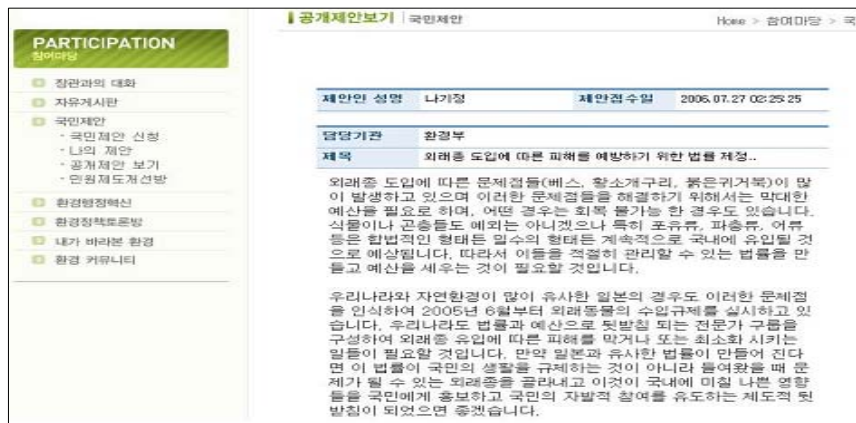 공개제안보기 국민제안
Home > 참여마당 > 국
PARTICIPATION
참여마당
장관과의 대화
자유게시판
국민제안
- 국민제안 신청
- 나의 제안
- 공개제안 보기
- 민원제도개선방
환경행정혁신
환경정책토론방
내가 바라본 환경
환경 커뮤니티
제안인 성명 나기정 제안접수일 2006.07.27 02:25:25
담당기관 환경부
제목 외래종 도입에 따른 피해를 예방하기 위한 법률 제정..
외래종 도입에 따른 문제점들(베스, 황소개구리, 붉은귀거북)이 많
이 발생하고 있으며 이러한 문제점들을 해결하기 위해서는 막대한
예산을 필요로 하며, 어떤 경우는 회복 불가능 한 경우도 있습니다.
식물이나 곤충들도 예외는 아니겠으나 특히 포유류, 파충류, 어류
등은 합법적인 형태든 밀수의 형태든 계속적으로 국내에 유입될 것
으로 예상됩니다. 따라서 이들을 적절히 관리할 수 있는 법률을 만
들고 예산을 세우는 것이 필요할 것입니다.
우리나라와 자연환경이 많이 유사한 일본의 경우도 이러한 문제점
을 인식하여 2005년 6월부터 외래동물의 수입규제를 실시하고 있
습니다. 우리나라도 법률과 예산으로 뒷받침 되는 전문가 구룹을
구성하여 외래종 유입에 따른 피해를 막거나 또는 최소화 시키는
일들이 필요할 것입니다. 만약 일본과 유사한 법률이 만들어 진다
면 이 법률이 국민의 생활을 규제하는 것이 아니라 들여왔을 때 문
제가 될 수 있는 외래종을 골라내고 이것이 국내에 미칠 나쁜 영향
들을 국민에게 홍보하고 국민의 자발적 참여를 유도하는 제도적 뒷
받침이 되었으면 좋겠습니다.